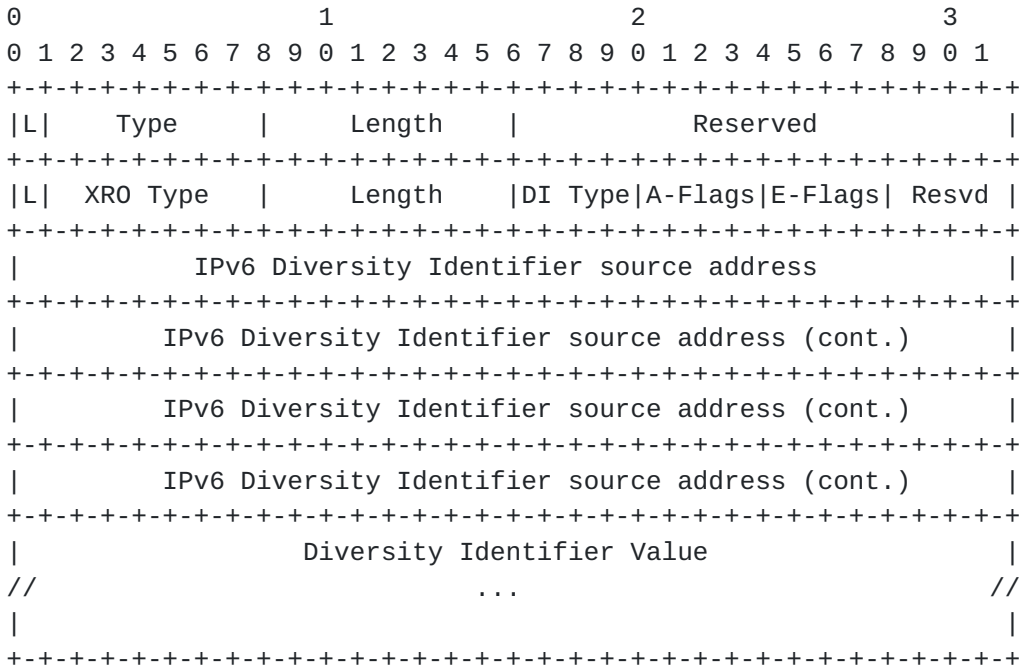 0                   1                   2                   3
0 1 2 3 4 5 6 7 8 9 0 1 2 3 4 5 6 7 8 9 0 1 2 3 4 5 6 7 8 9 0 1
+-+-+-+-+-+-+-+-+-+-+-+-+-+-+-+-+-+-+-+-+-+-+-+-+-+-+-+-+-+-+-+-+
|L|    Type     |     Length    |           Reserved            |
+-+-+-+-+-+-+-+-+-+-+-+-+-+-+-+-+-+-+-+-+-+-+-+-+-+-+-+-+-+-+-+-+
|L|  XRO Type   |     Length    |DI Type|A-Flags|E-Flags| Resvd |
+-+-+-+-+-+-+-+-+-+-+-+-+-+-+-+-+-+-+-+-+-+-+-+-+-+-+-+-+-+-+-+-+
|           IPv6 Diversity Identifier source address            |
+-+-+-+-+-+-+-+-+-+-+-+-+-+-+-+-+-+-+-+-+-+-+-+-+-+-+-+-+-+-+-+-+
|         IPv6 Diversity Identifier source address (cont.)      |
+-+-+-+-+-+-+-+-+-+-+-+-+-+-+-+-+-+-+-+-+-+-+-+-+-+-+-+-+-+-+-+-+
|         IPv6 Diversity Identifier source address (cont.)      |
+-+-+-+-+-+-+-+-+-+-+-+-+-+-+-+-+-+-+-+-+-+-+-+-+-+-+-+-+-+-+-+-+
|         IPv6 Diversity Identifier source address (cont.)      |
+-+-+-+-+-+-+-+-+-+-+-+-+-+-+-+-+-+-+-+-+-+-+-+-+-+-+-+-+-+-+-+-+
|                  Diversity Identifier Value                   |
//                            ...                              //
|                                                               |
+-+-+-+-+-+-+-+-+-+-+-+-+-+-+-+-+-+-+-+-+-+-+-+-+-+-+-+-+-+-+-+-+